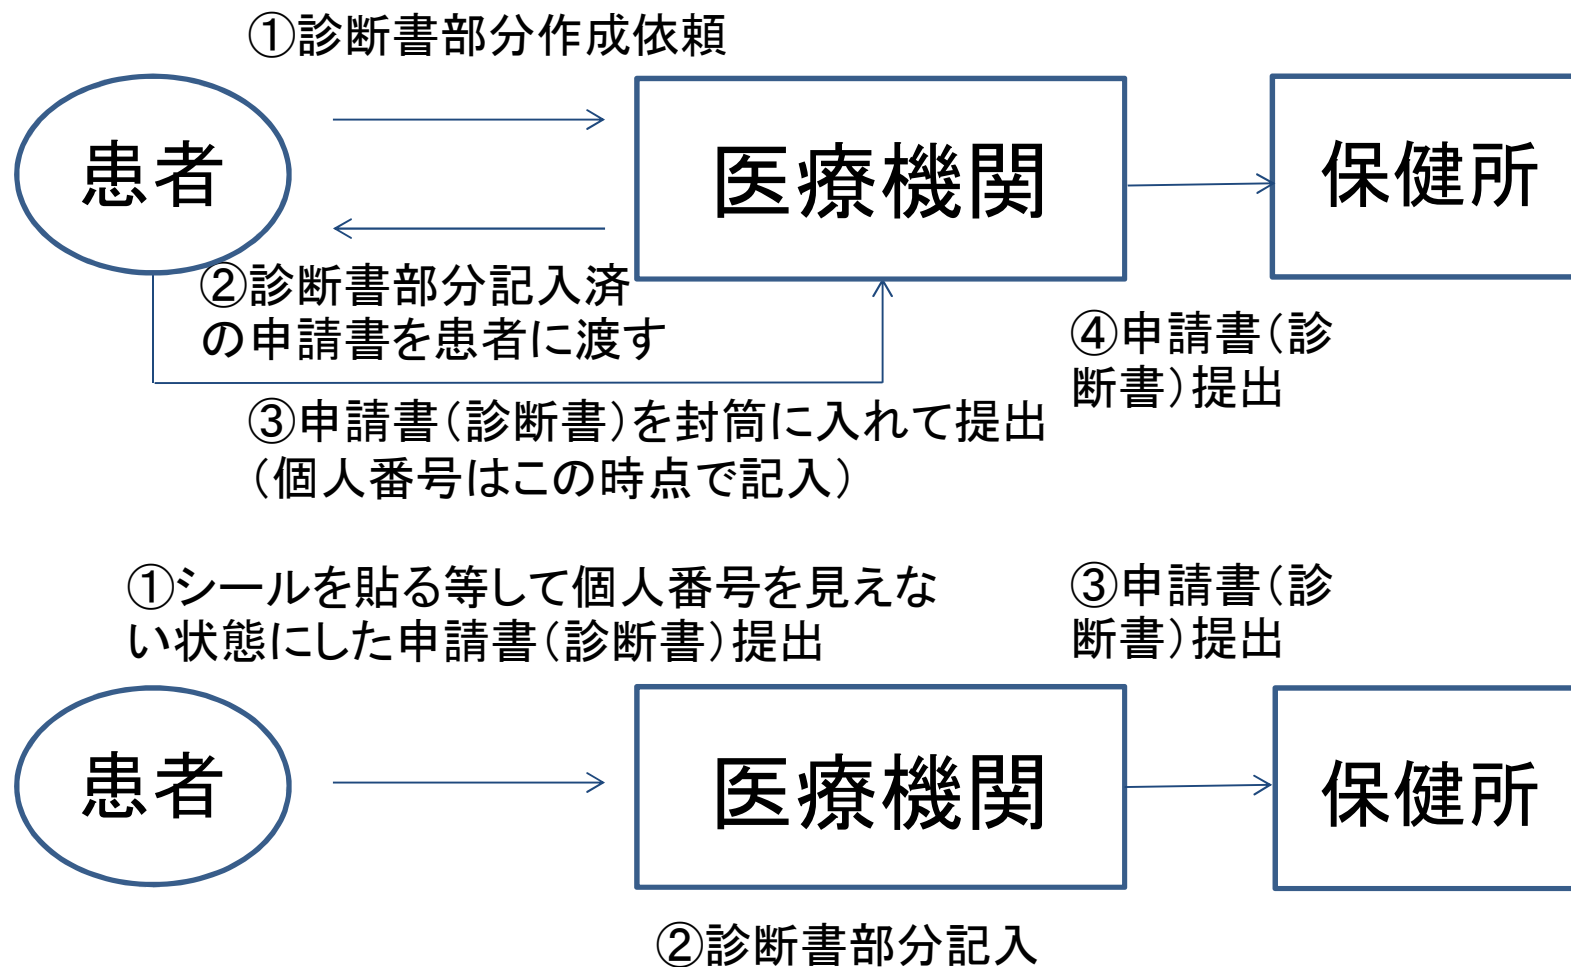 ①診断書部分作成依頼
患者
医療機関
保健所
②診断書部分記入済
の申請書を患者に渡す
④申請書（診
断書）提出
③申請書（診断書）を封筒に入れて提出
（個人番号はこの時点で記入）
①シールを貼る等して個人番号を見えな
い状態にした申請書（診断書）提出
③申請書（診
断書）提出
患者
医療機関
保健所
②診断書部分記入